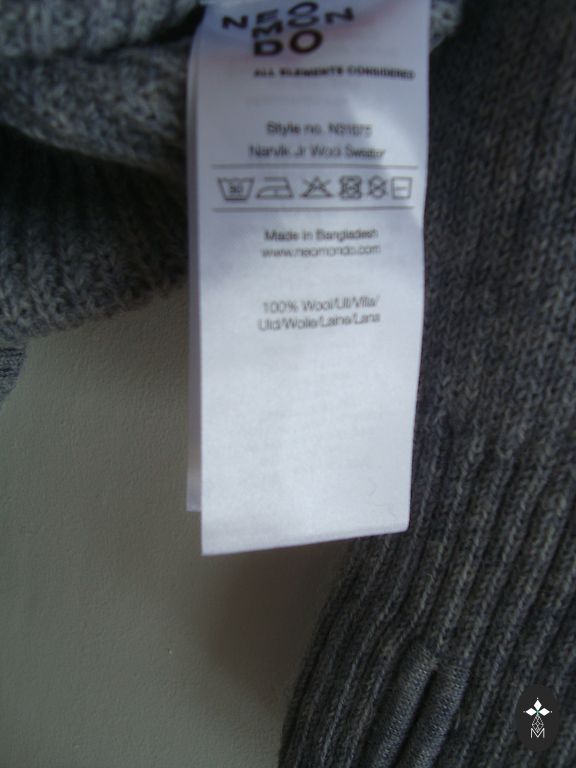 NEO
MON
DO
ALL ELEMENTS CONSIDERED
Style no.
Narvik Jr Wool Sweater
30
Made in Bangladesh
www.neomondo.com
100% Wool/Ull/Villa/
Uld/Wolle/Laine/Lana
M